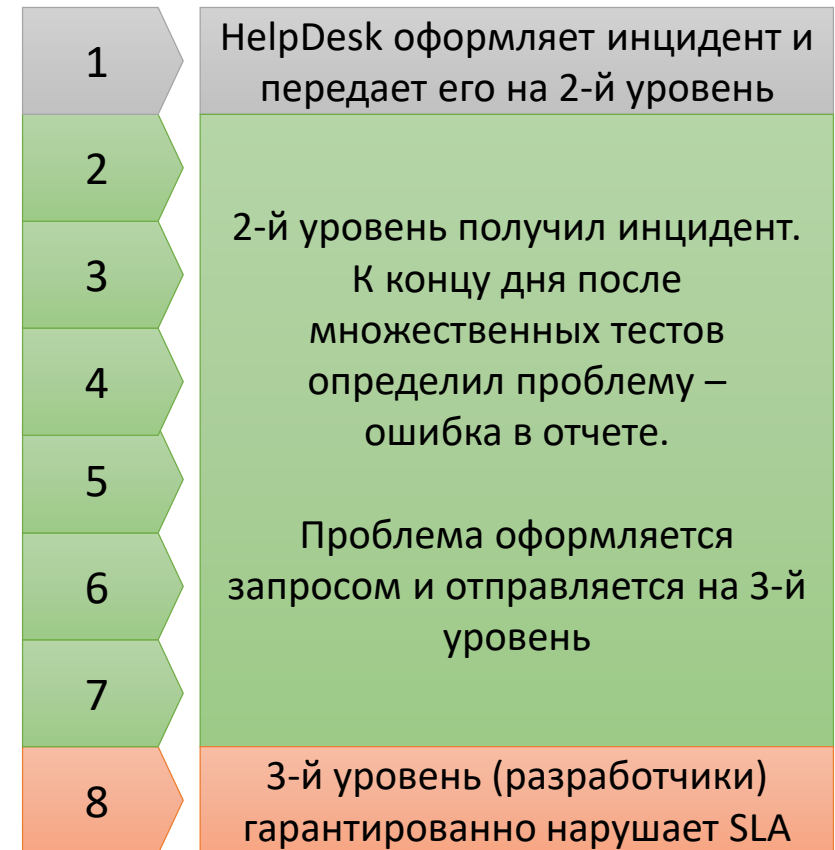 1
HelpDesk оформляет инцидент и
передает его на 2-й уровень
2
3
4
5
6
7
2-й уровень получил инцидент.
К концу дня после
множественных тестов
определил проблему –
ошибка в отчете.
Проблема оформляется
запросом и отправляется на 3-й
уровень
8
3-й уровень (разработчики)
гарантированно нарушает SLA